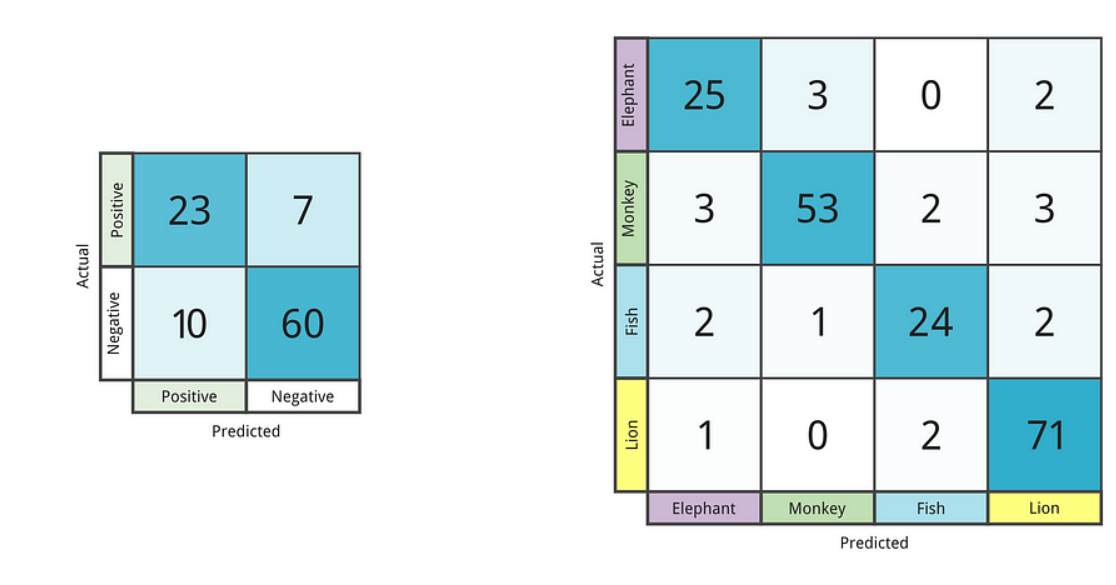 Actual
Positive
23 7
Negative
10 60
Positive Negative
Predicted
Actual
Elephant
25 3 0 2
Monkey
3 53 2 3
Fish
2 1 24 2
Lion
1 0 2 71
Elephant Monkey Fish Lion
Predicted